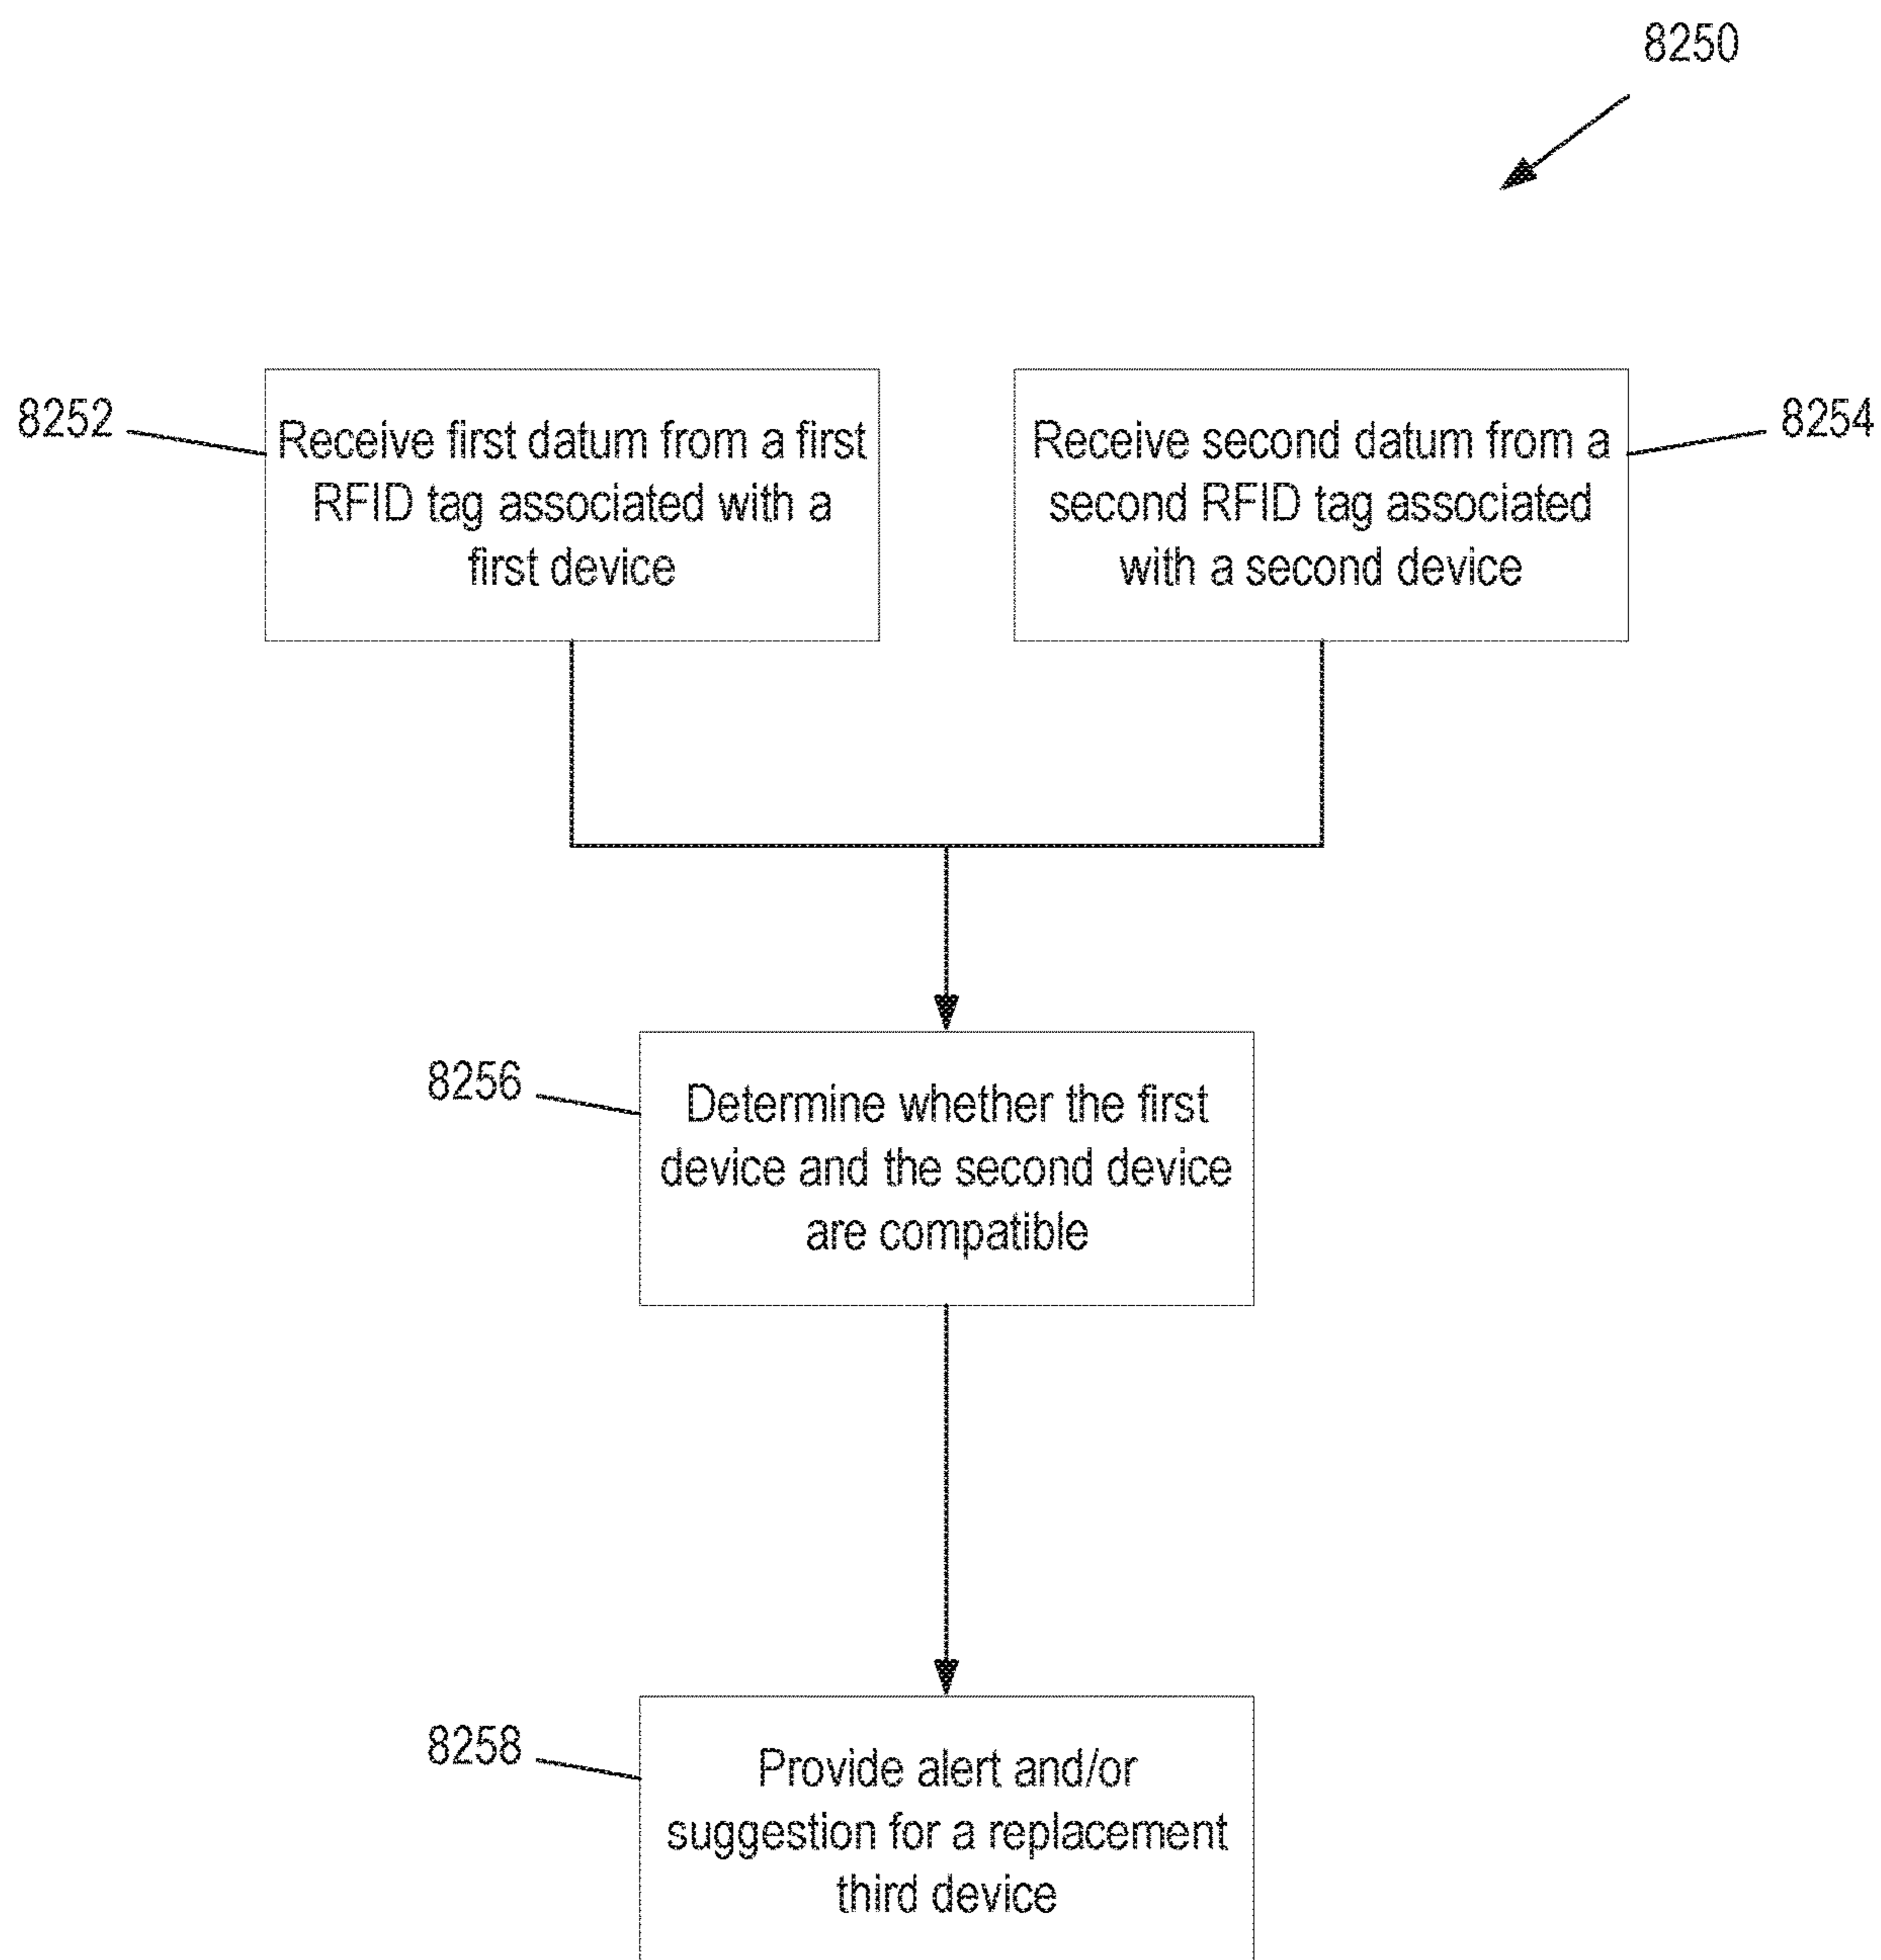 8250
8252
Receive first datum from a first
RFID tag associated with a
first device
Receive second datum from a
second RFID tag associated
with a second device
8254
8256
Determine whether the first
device and the second device
are compatible
8258
Provide alert and/or
suggestion for a replacement
third device